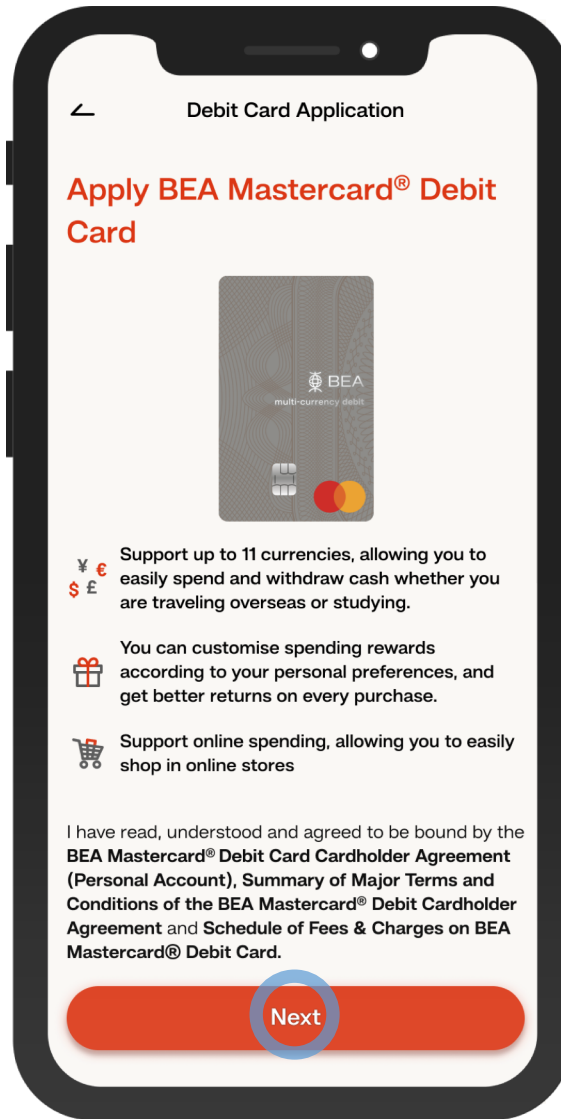 Debit Card Application
Apply BEA Mastercard® Debit
Card
BEA
multi-currency debit
¥ €
$ £
Support up to 11 currencies, allowing you to
easily spend and withdraw cash whether you
are traveling overseas or studying.
You can customise spending rewards
according to your personal preferences, and
get better returns on every purchase.
Support online spending, allowing you to easily
shop in online stores
I have read, understood and agreed to be bound by the
BEA Mastercard® Debit Card Cardholder Agreement
(Personal Account), Summary of Major Terms and
Conditions of the BEA Mastercard® Debit Cardholder
Agreement and Schedule of Fees & Charges on BEA
Mastercard® Debit Card.
Next